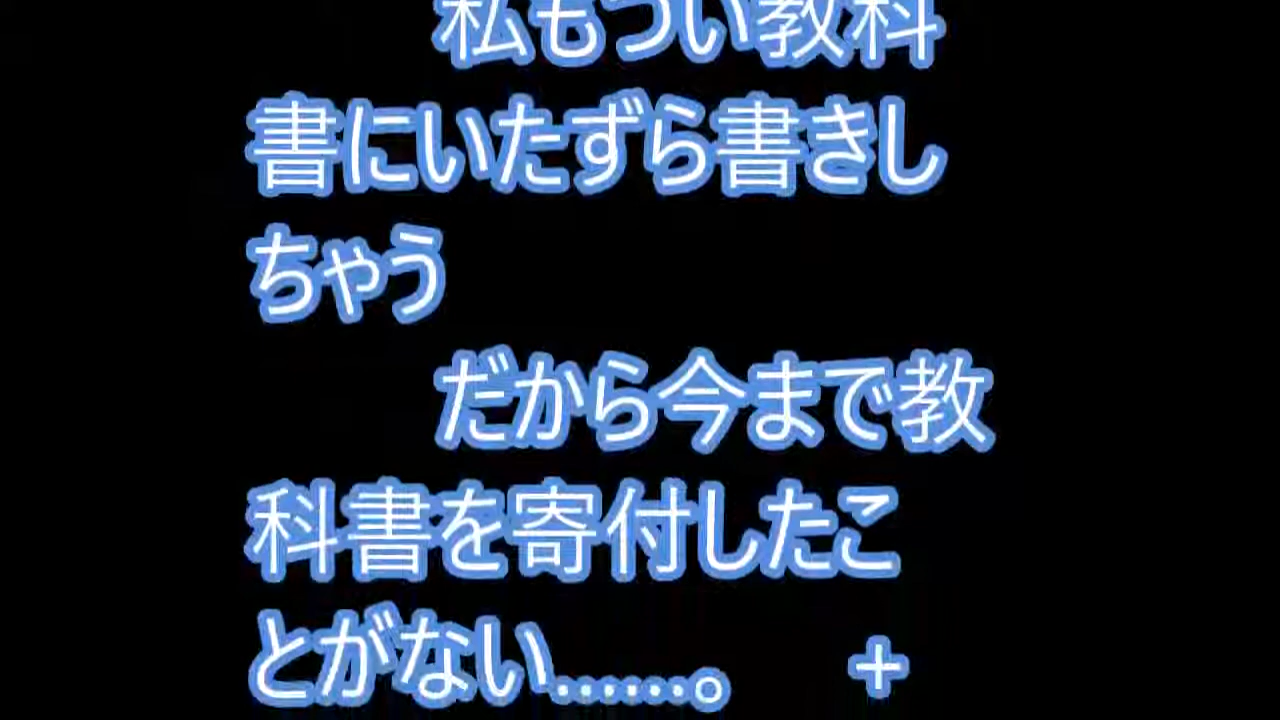 私もつい教科
書にいたずら書きし
ちゃう
だから今まで教
科書を寄付したこ
とがない……。 +